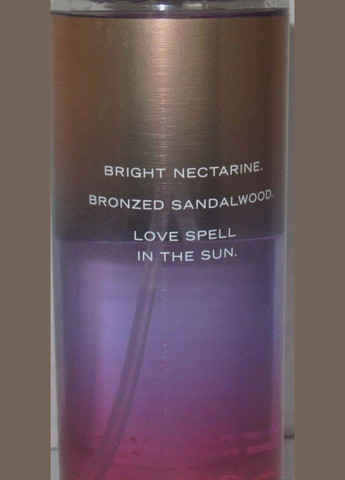 BRIGHT NECTARINE.
BRONZED SANDALWOOD.
LOVE SPELL
IN THE SUN.